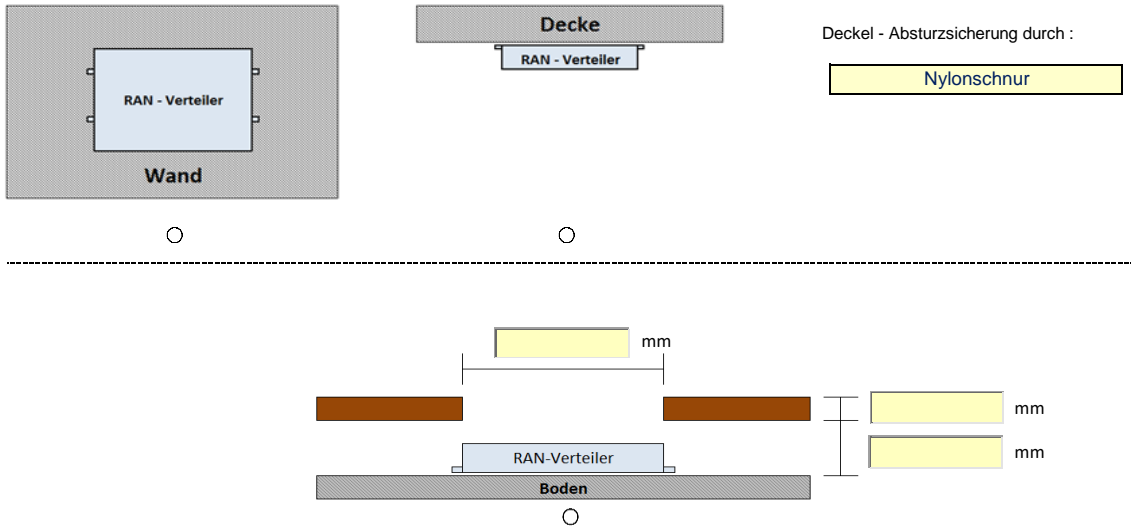 Decke
RAN - Verteiler
Deckel - Absturzsicherung durch :
Nylonschnur
RAN - Verteiler
Wand
mm
mm
RAN-Verteiler
mm
Boden